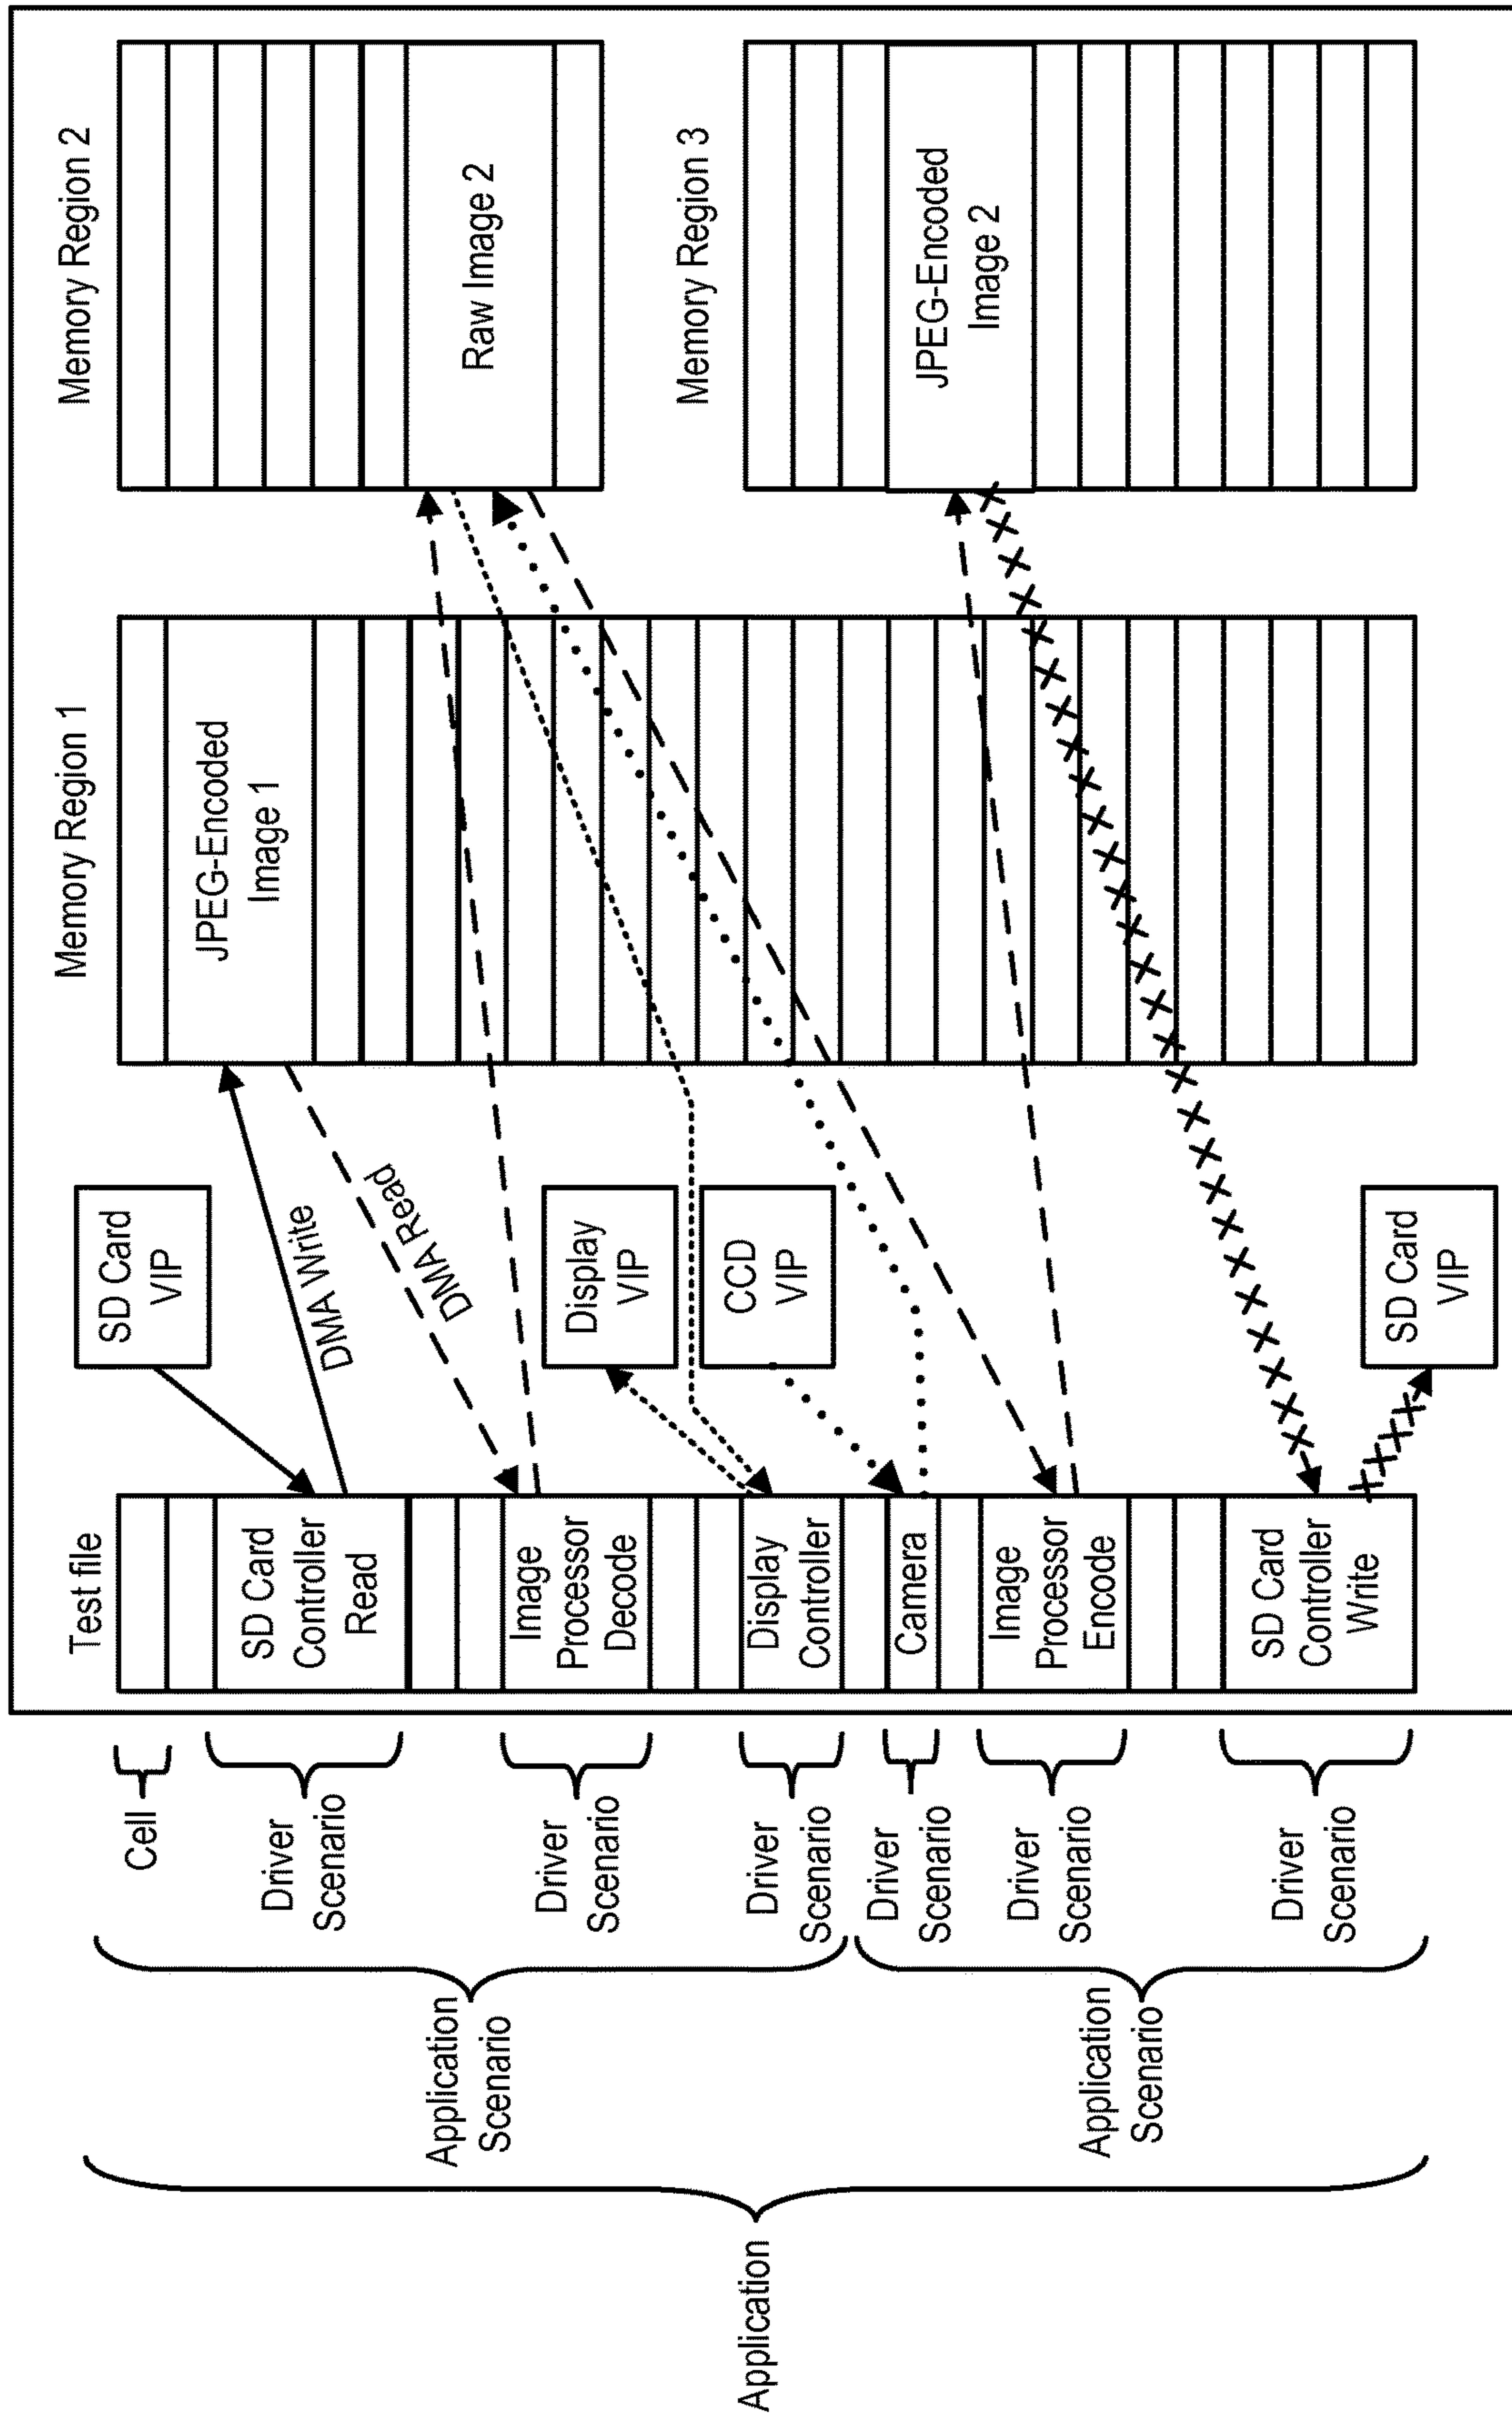 Application
Application
Scenario
Application
Scenario
Cell
Driver
Scenario
Driver
Scenario
Driver
Scenario
Driver
Scenario
Driver
Scenario
Driver
Scenario
Test file
SD Card
Controller
Read
Image
Processor
Decode
Display
Controller
Camera
Image
Processor
Encode
SD Card
Controller
Write
SD Card
VIP
DMA Write
DMA Read
Display
VIP
CCD
VIP
SD Card
VIP
Memory Region 1
JPEG-Encoded
Image 1
Memory Region 2
Raw Image 2
Memory Region 3
JPEG-Encoded
Image 2